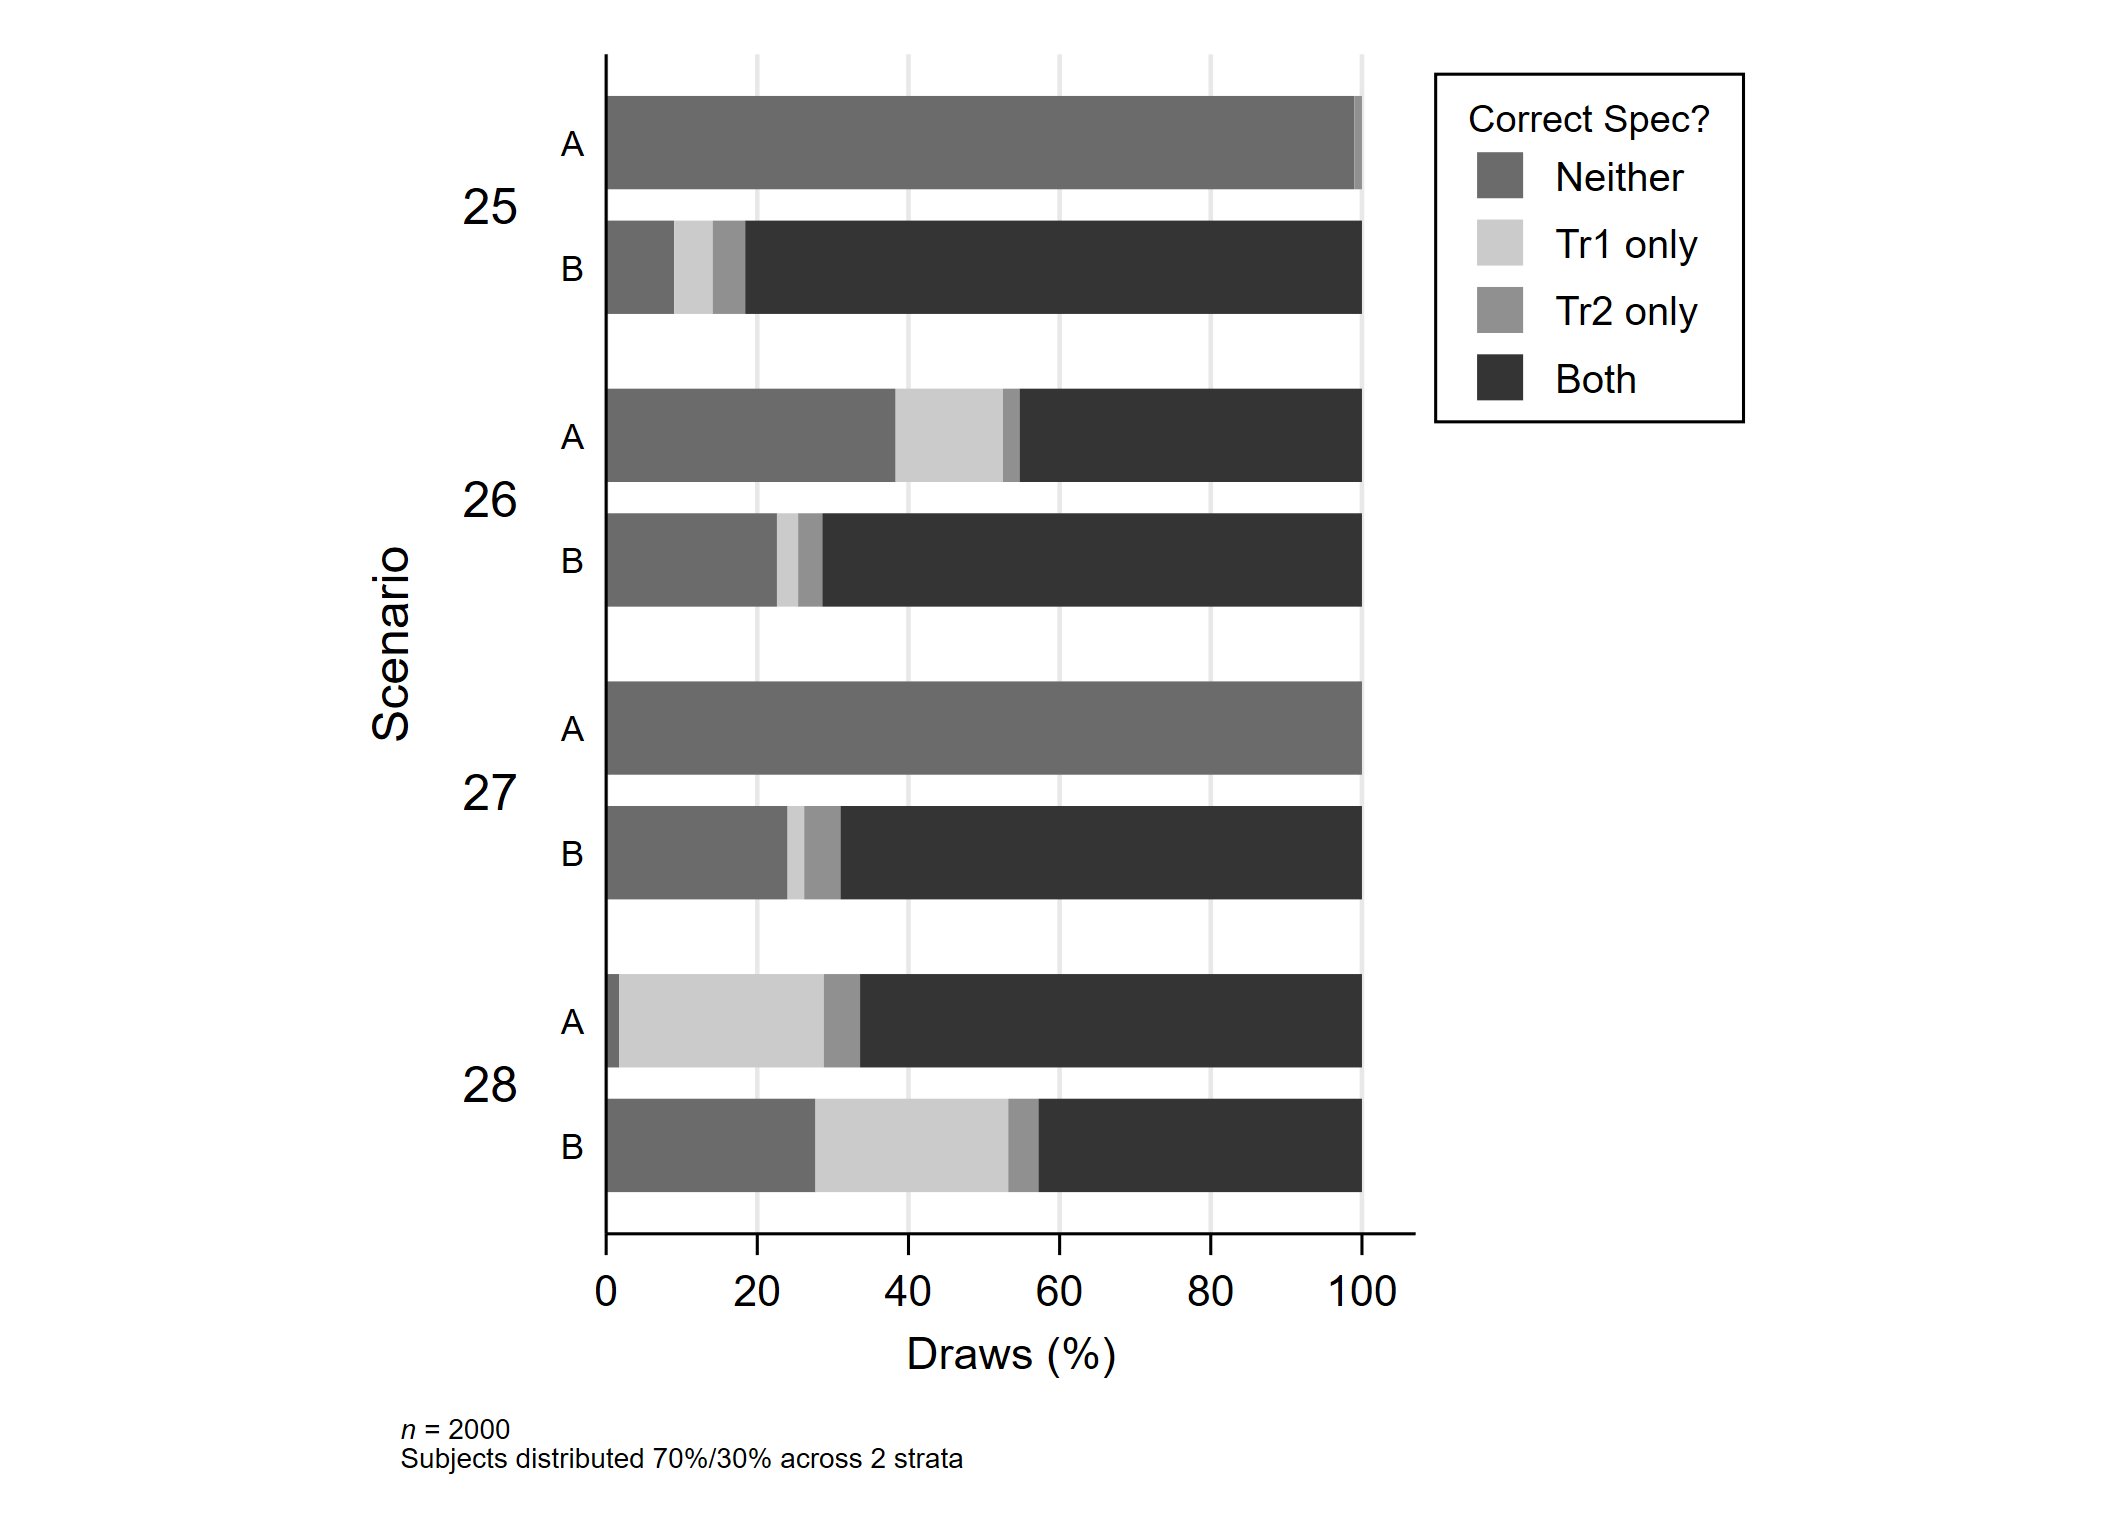 Correct Spec?
Neither
Tr1 only
Tr2 only
Both
Scenario
25
A
B
26
A
B
27
A
B
28
A
B
0 20 40 60 80 100
Draws (%)
n = 2000
Subjects distributed 70%/30% across 2 strata